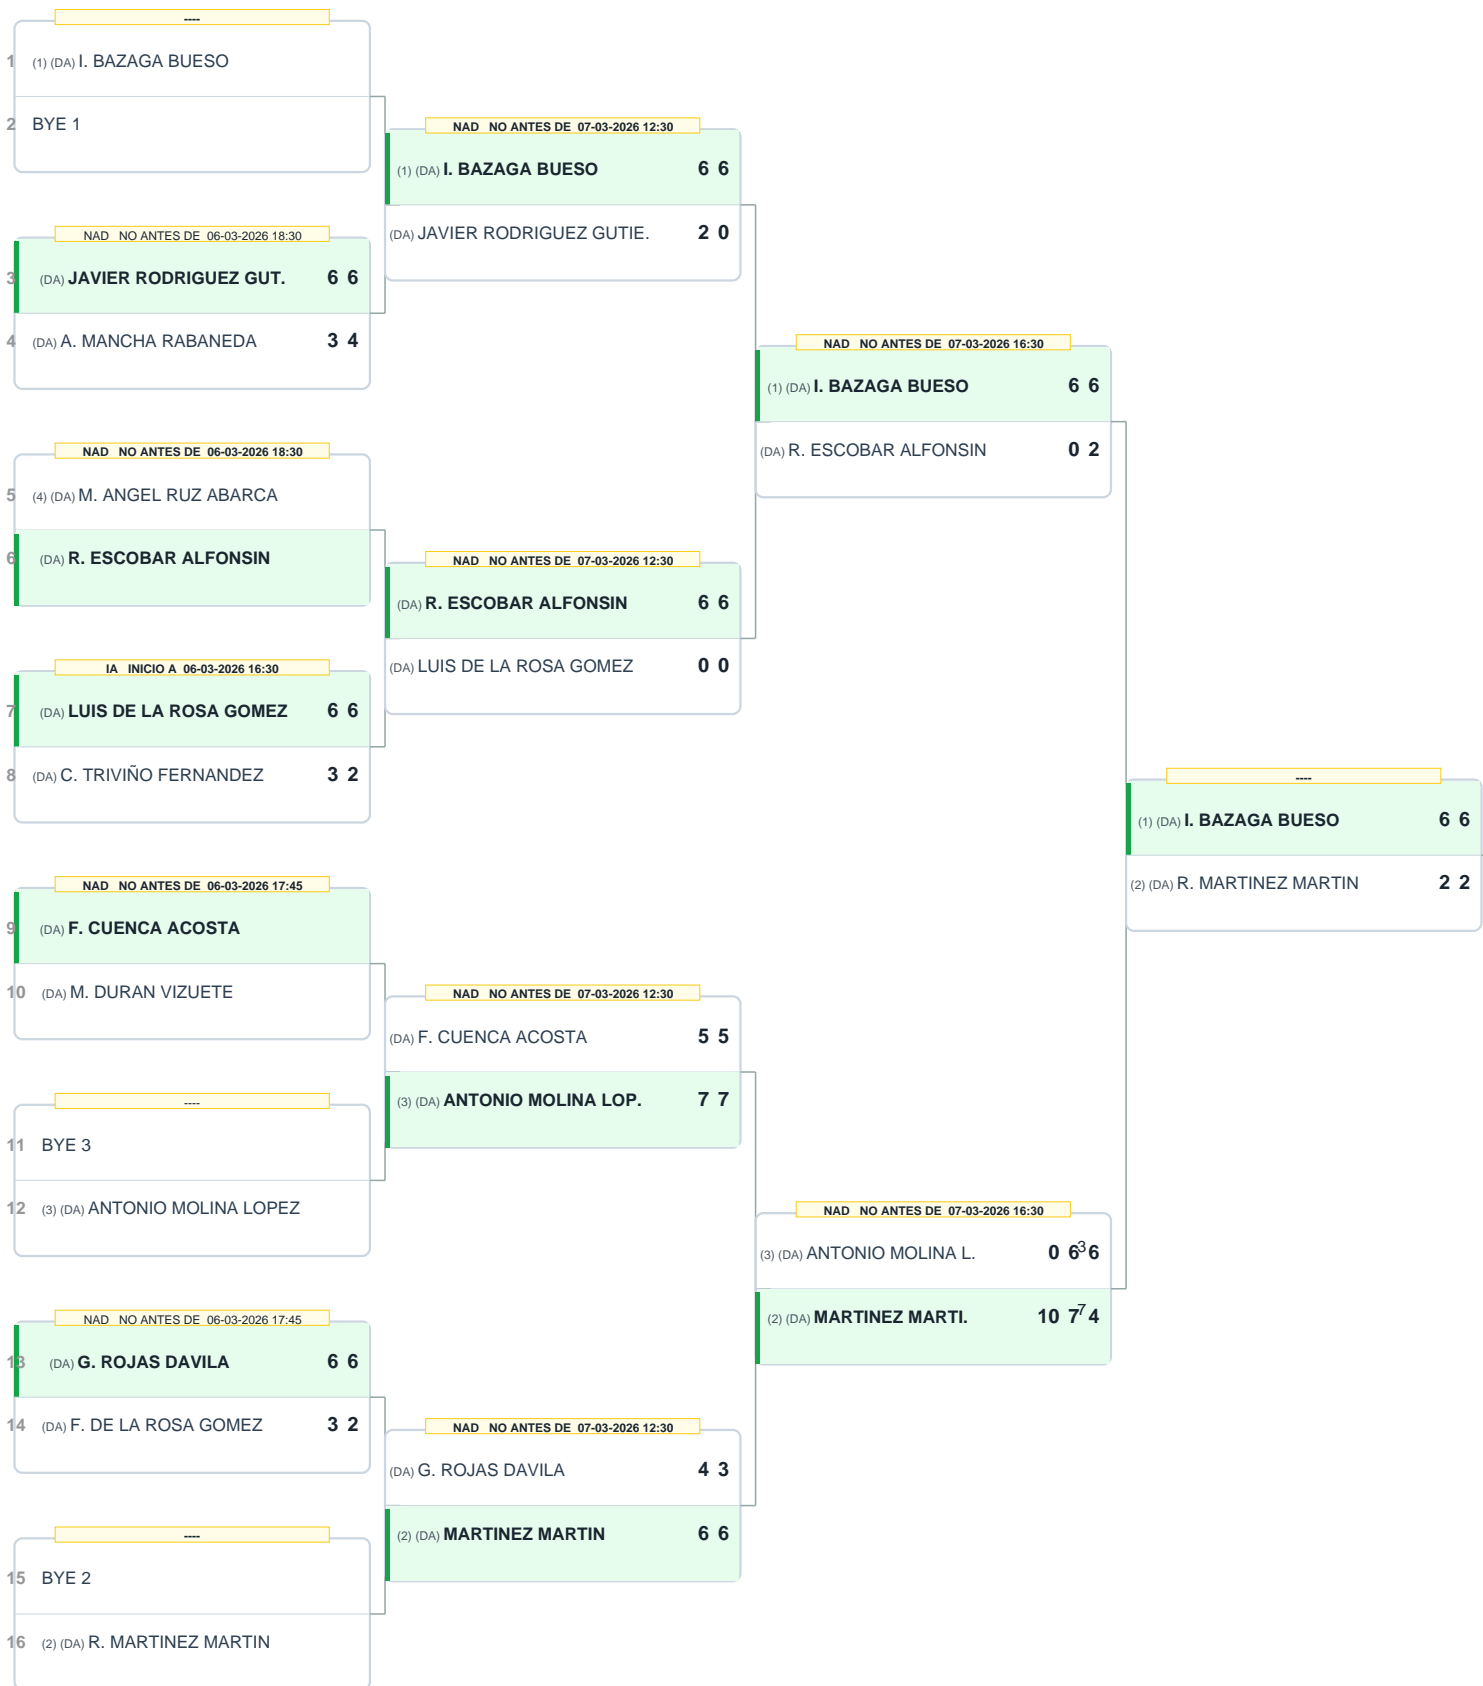 ----
1 (1) (DA) I. BAZAGA BUESO
2 BYE 1
NAD NO ANTES DE 06-03-2026 18:30
3 (DA) JAVIER RODRIGUEZ GUT. 6 6
4 (DA) A. MANCHA RABANEDA 3 4
NAD NO ANTES DE 06-03-2026 18:30
5 (4) (DA) M. ANGEL RUZ ABARCA
6 (DA) R. ESCOBAR ALFONSIN
IA INICIO A 06-03-2026 16:30
7 (DA) LUIS DE LA ROSA GOMEZ 6 6
8 (DA) C. TRIVIÑO FERNANDEZ 3 2
NAD NO ANTES DE 06-03-2026 17:45
9 (DA) F. CUENCA ACOSTA
10 (DA) M. DURAN VIZUETE
----
11 BYE 3
12 (3) (DA) ANTONIO MOLINA LOPEZ
NAD NO ANTES DE 06-03-2026 17:45
13 (DA) G. ROJAS DAVILA 6 6
14 (DA) F. DE LA ROSA GOMEZ 3 2
----
15 BYE 2
16 (2) (DA) R. MARTINEZ MARTIN
NAD NO ANTES DE 07-03-2026 12:30
(1) (DA) I. BAZAGA BUESO 6 6
(DA) JAVIER RODRIGUEZ GUTIE. 2 0
NAD NO ANTES DE 07-03-2026 12:30
(DA) R. ESCOBAR ALFONSIN 6 6
(DA) LUIS DE LA ROSA GOMEZ 0 0
NAD NO ANTES DE 07-03-2026 12:30
(DA) F. CUENCA ACOSTA 5 5
(3) (DA) ANTONIO MOLINA LOP. 7 7
NAD NO ANTES DE 07-03-2026 12:30
(DA) G. ROJAS DAVILA 4 3
(2) (DA) MARTINEZ MARTIN 6 6
NAD NO ANTES DE 07-03-2026 16:30
(1) (DA) I. BAZAGA BUESO 6 6
(DA) R. ESCOBAR ALFONSIN 0 2
NAD NO ANTES DE 07-03-2026 16:30
(3) (DA) ANTONIO MOLINA L. 0 6³6
(2) (DA) MARTINEZ MARTI. 10 7⁷4
----
(1) (DA) I. BAZAGA BUESO 6 6
(2) (DA) R. MARTINEZ MARTIN 2 2